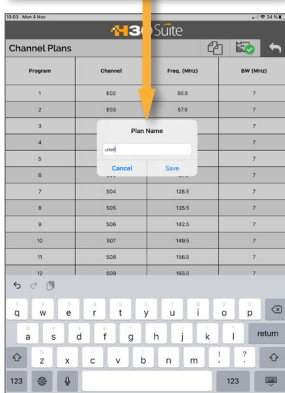 10:03 Mon 4 Nov 24 %
H30 Suite
Channel Plans
Program Channel Freq. (MHz) BW (MHz)
1 E02 50.5 7
2 E03 57.5 7
3 7
Plan Name
4 7
user
5 7
Cancel Save
6 7
7 S04 128.5 7
8 S05 135.5 7
9 S06 142.5 7
10 S07 149.5 7
11 S08 156.5 7
12 S09 163.5 7
q w e r t y u i o p
a s d f g h j k l return
z x c v b n m ! , ? .
123 123